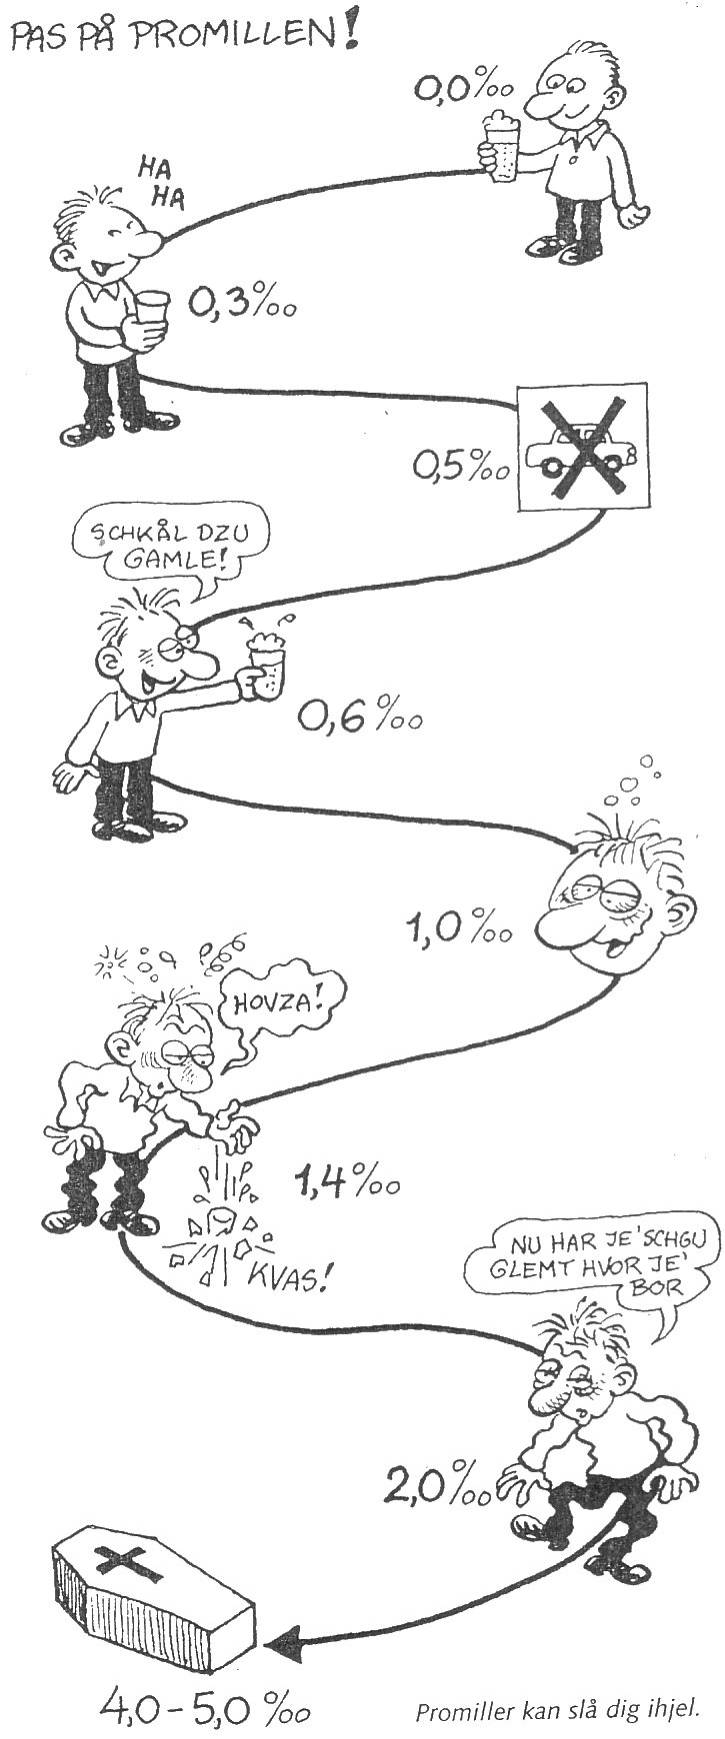 PAS PÅ PROMILLEN!
0,0‰
HA
HA
0,3‰
0,5‰
SCHKÅL DZU
GAMLE!
0,6‰
1,0‰
HOVZA!
1,4‰
KVAS!
NU HAR JE' SCHGU
GLEMT HVOR JE'
BOR
2,0‰
4,0-5,0‰
Promiller kan slå dig ihjel.